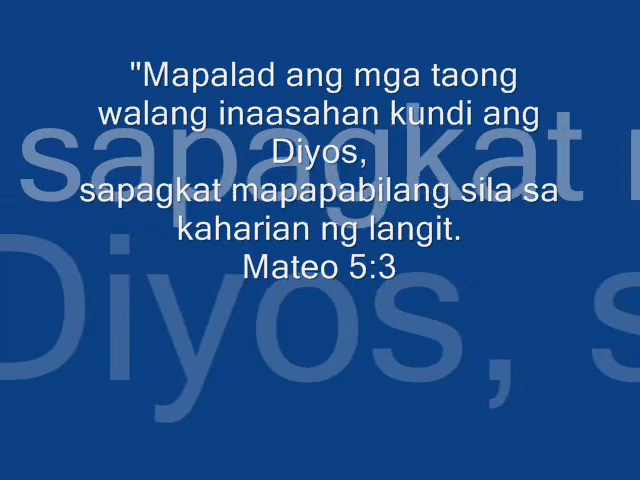 "Mapalad ang mga taong
walang inaasahan kundi ang
Diyos,
sapagkat mapapabilang sila sa
kaharian ng langit.
Mateo 5:3
sapagkat
Diyos, s